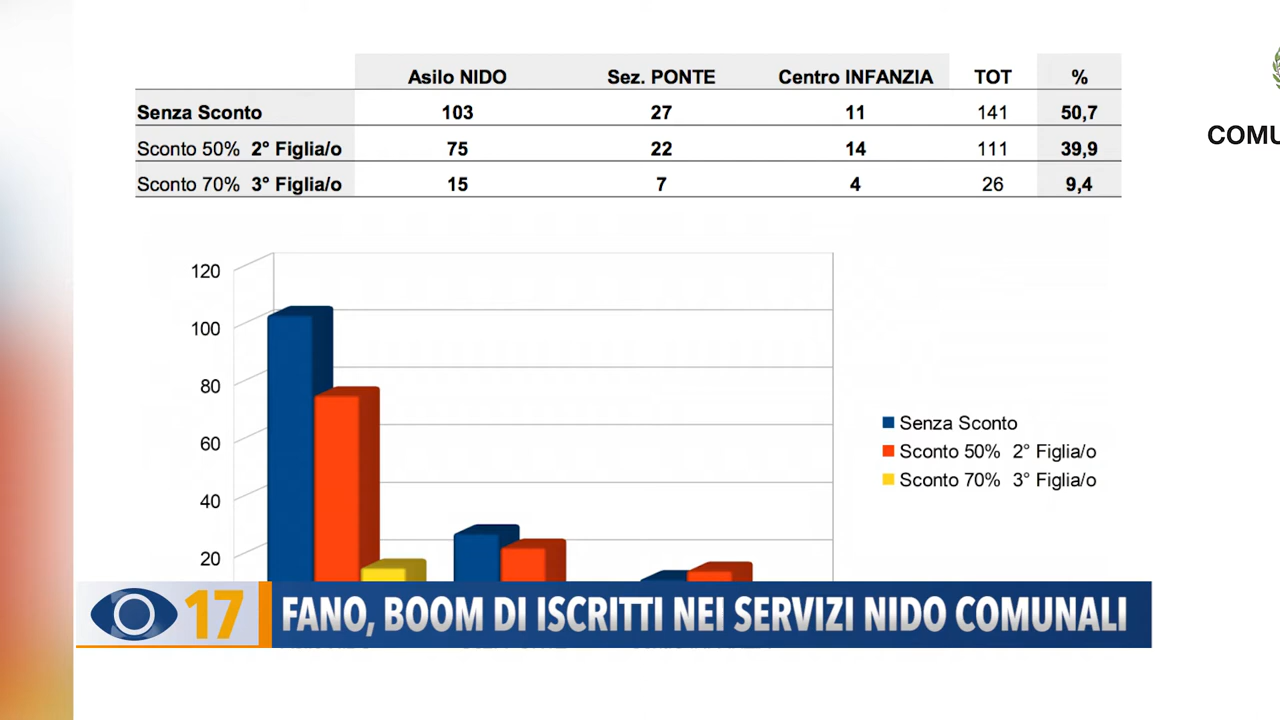 Asilo NIDO Sez. PONTE Centro INFANZIA TOT %
Senza Sconto 103 27 11 141 50,7
Sconto 50% 2° Figlia/o 75 22 14 111 39,9
Sconto 70% 3° Figlia/o 15 7 4 26 9,4
COMU
120
100
80
60
40
20
Senza Sconto
Sconto 50% 2° Figlia/o
Sconto 70% 3° Figlia/o
17 FANO, BOOM DI ISCRITTI NEI SERVIZI NIDO COMUNALI